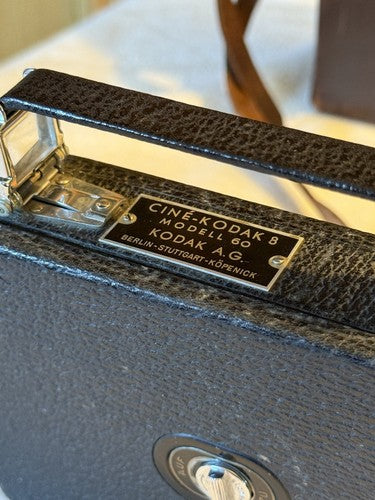 CINÉ-KODAK 8
MODELL 60
KODAK A.G.
BERLIN-STUTTGART-KÖPENICK